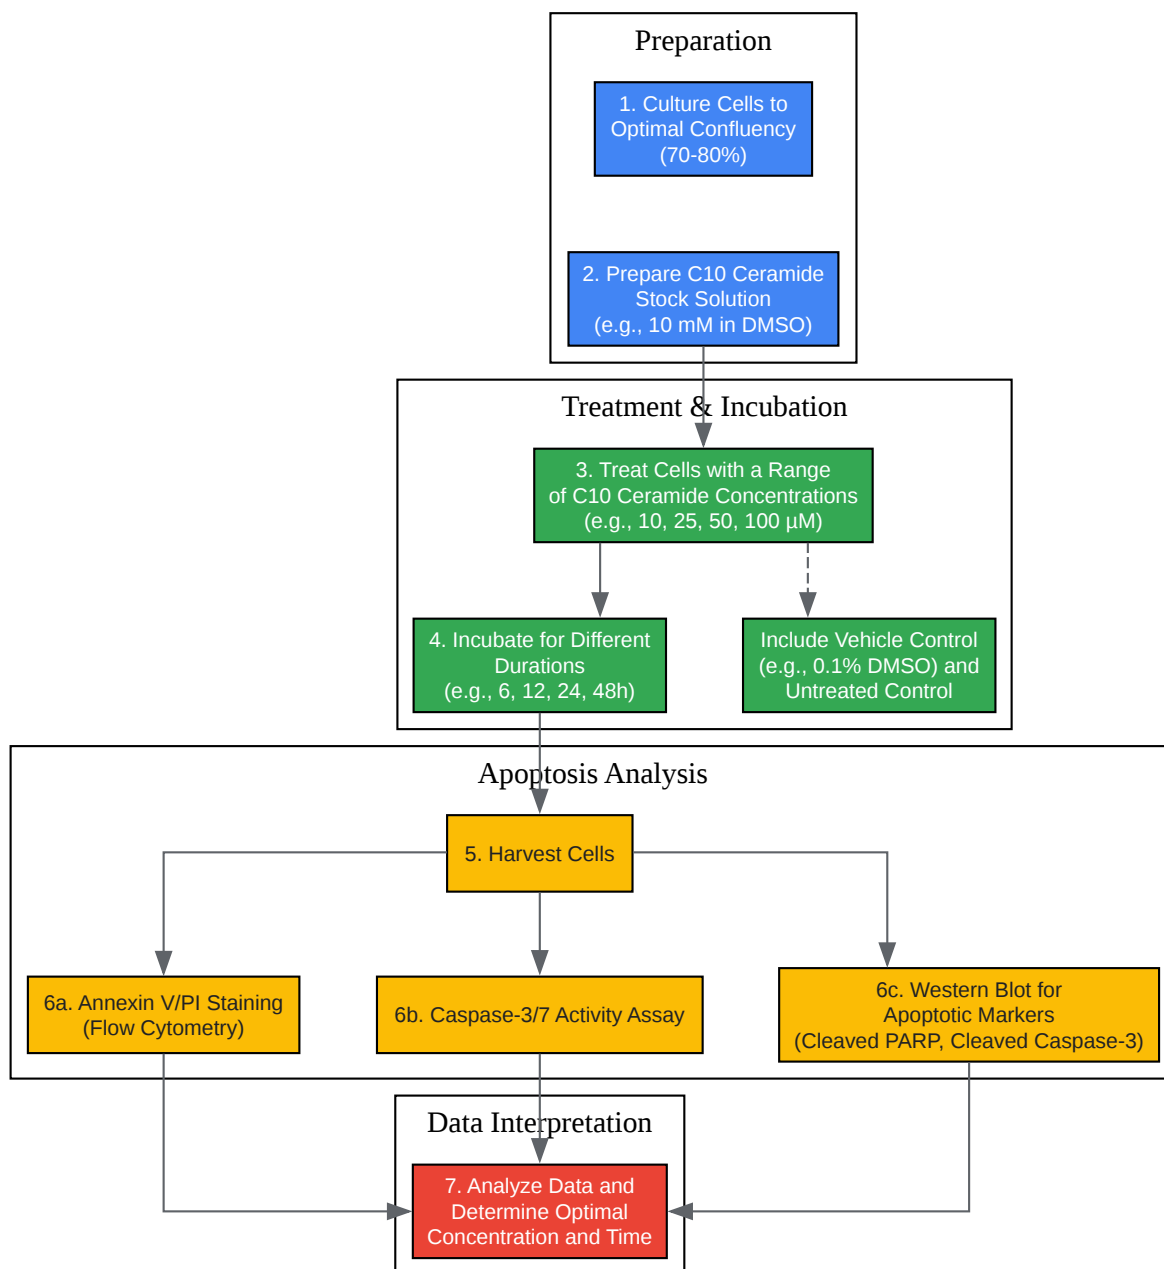 Preparation
1. Culture Cells to
Optimal Confluency
(70-80%)
2. Prepare C10 Ceramide
Stock Solution
(e.g., 10 mM in DMSO)
Treatment & Incubation
3. Treat Cells with a Range
of C10 Ceramide Concentrations
(e.g., 10, 25, 50, 100 µM)
4. Incubate for Different
Durations
(e.g., 6, 12, 24, 48h)
Include Vehicle Control
(e.g., 0.1% DMSO) and
Untreated Control
Apoptosis Analysis
5. Harvest Cells
6a. Annexin V/PI Staining
(Flow Cytometry)
6b. Caspase-3/7 Activity Assay
6c. Western Blot for
Apoptotic Markers
(Cleaved PARP, Cleaved Caspase-3)
Data Interpretation
7. Analyze Data and
Determine Optimal
Concentration and Time